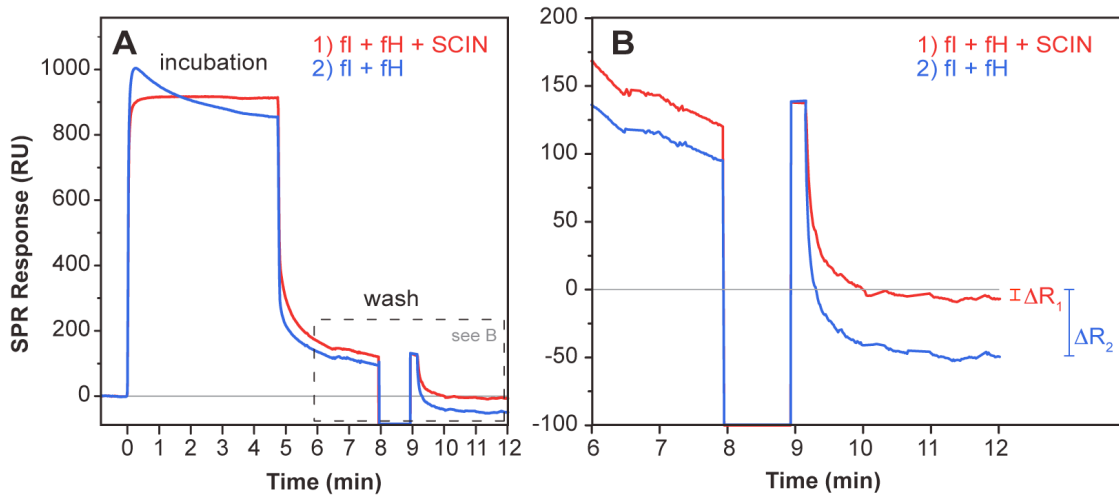 A
1) fI + fH + SCIN
2) fI + fH
incubation
wash
see B
SPR Response (RU)
1000
800
600
400
200
0
0 1 2 3 4 5 6 7 8 9 10 11 12
Time (min)
B
1) fI + fH + SCIN
2) fI + fH
200
150
100
50
0
-50
-100
ΔR1
ΔR2
6 7 8 9 10 11 12
Time (min)